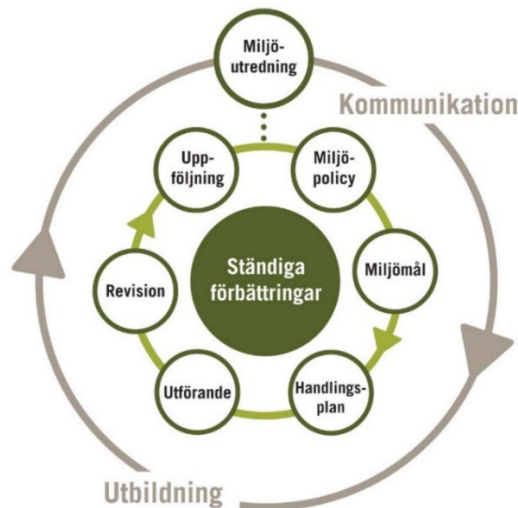 Miljö-
utredning
Kommunikation
Upp-
följning
Miljö-
policy
Ständiga
förbättringar
Miljömål
Revision
Utförande
Handlings-
plan
Utbildning